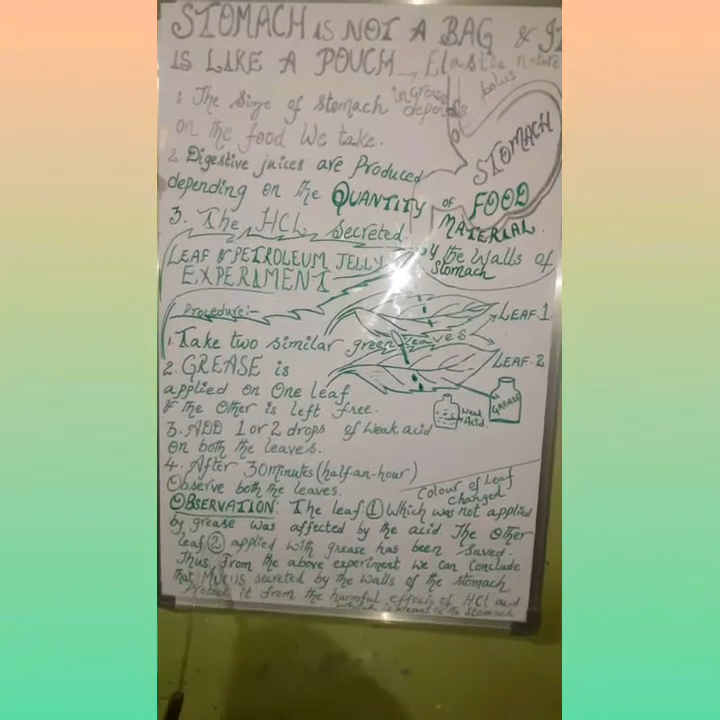 STOMACH IS NOT A BAG & IT
IS LIKE A POUCH → Elastic nature
bolus
1. The Size of stomach increases depends
on the food We take.
STOMACH
2. Digestive juices are Produced
depending on the QUANTITY OF FOOD
MATERIAL.
3. The HCL Secreted by the Walls of
Stomach
LEAF & PETROLEUM JELLY
EXPERIMENT
Procedure:-
LEAF.1
1. Take two similar green leaves
LEAF.2
2. GREASE is
applied on One leaf
& the Other is left free.
GREASE
Weak
Acid.
3. ADD 1 or 2 drops of Weak acid
On both the leaves.
4. After 30minutes (half-an-hour)
Observe both the leaves.
Colour of Leaf
changed
OBSERVATION: The leaf ① Which was not applied
by grease was affected by the acid. The Other
leaf ② applied with grease has been Saved.
Thus, from the above experiment we can Conclude
that MUCUS secreted by the walls of the stomach
Protect it from the harmful effects of HCl acid
in the Stomach